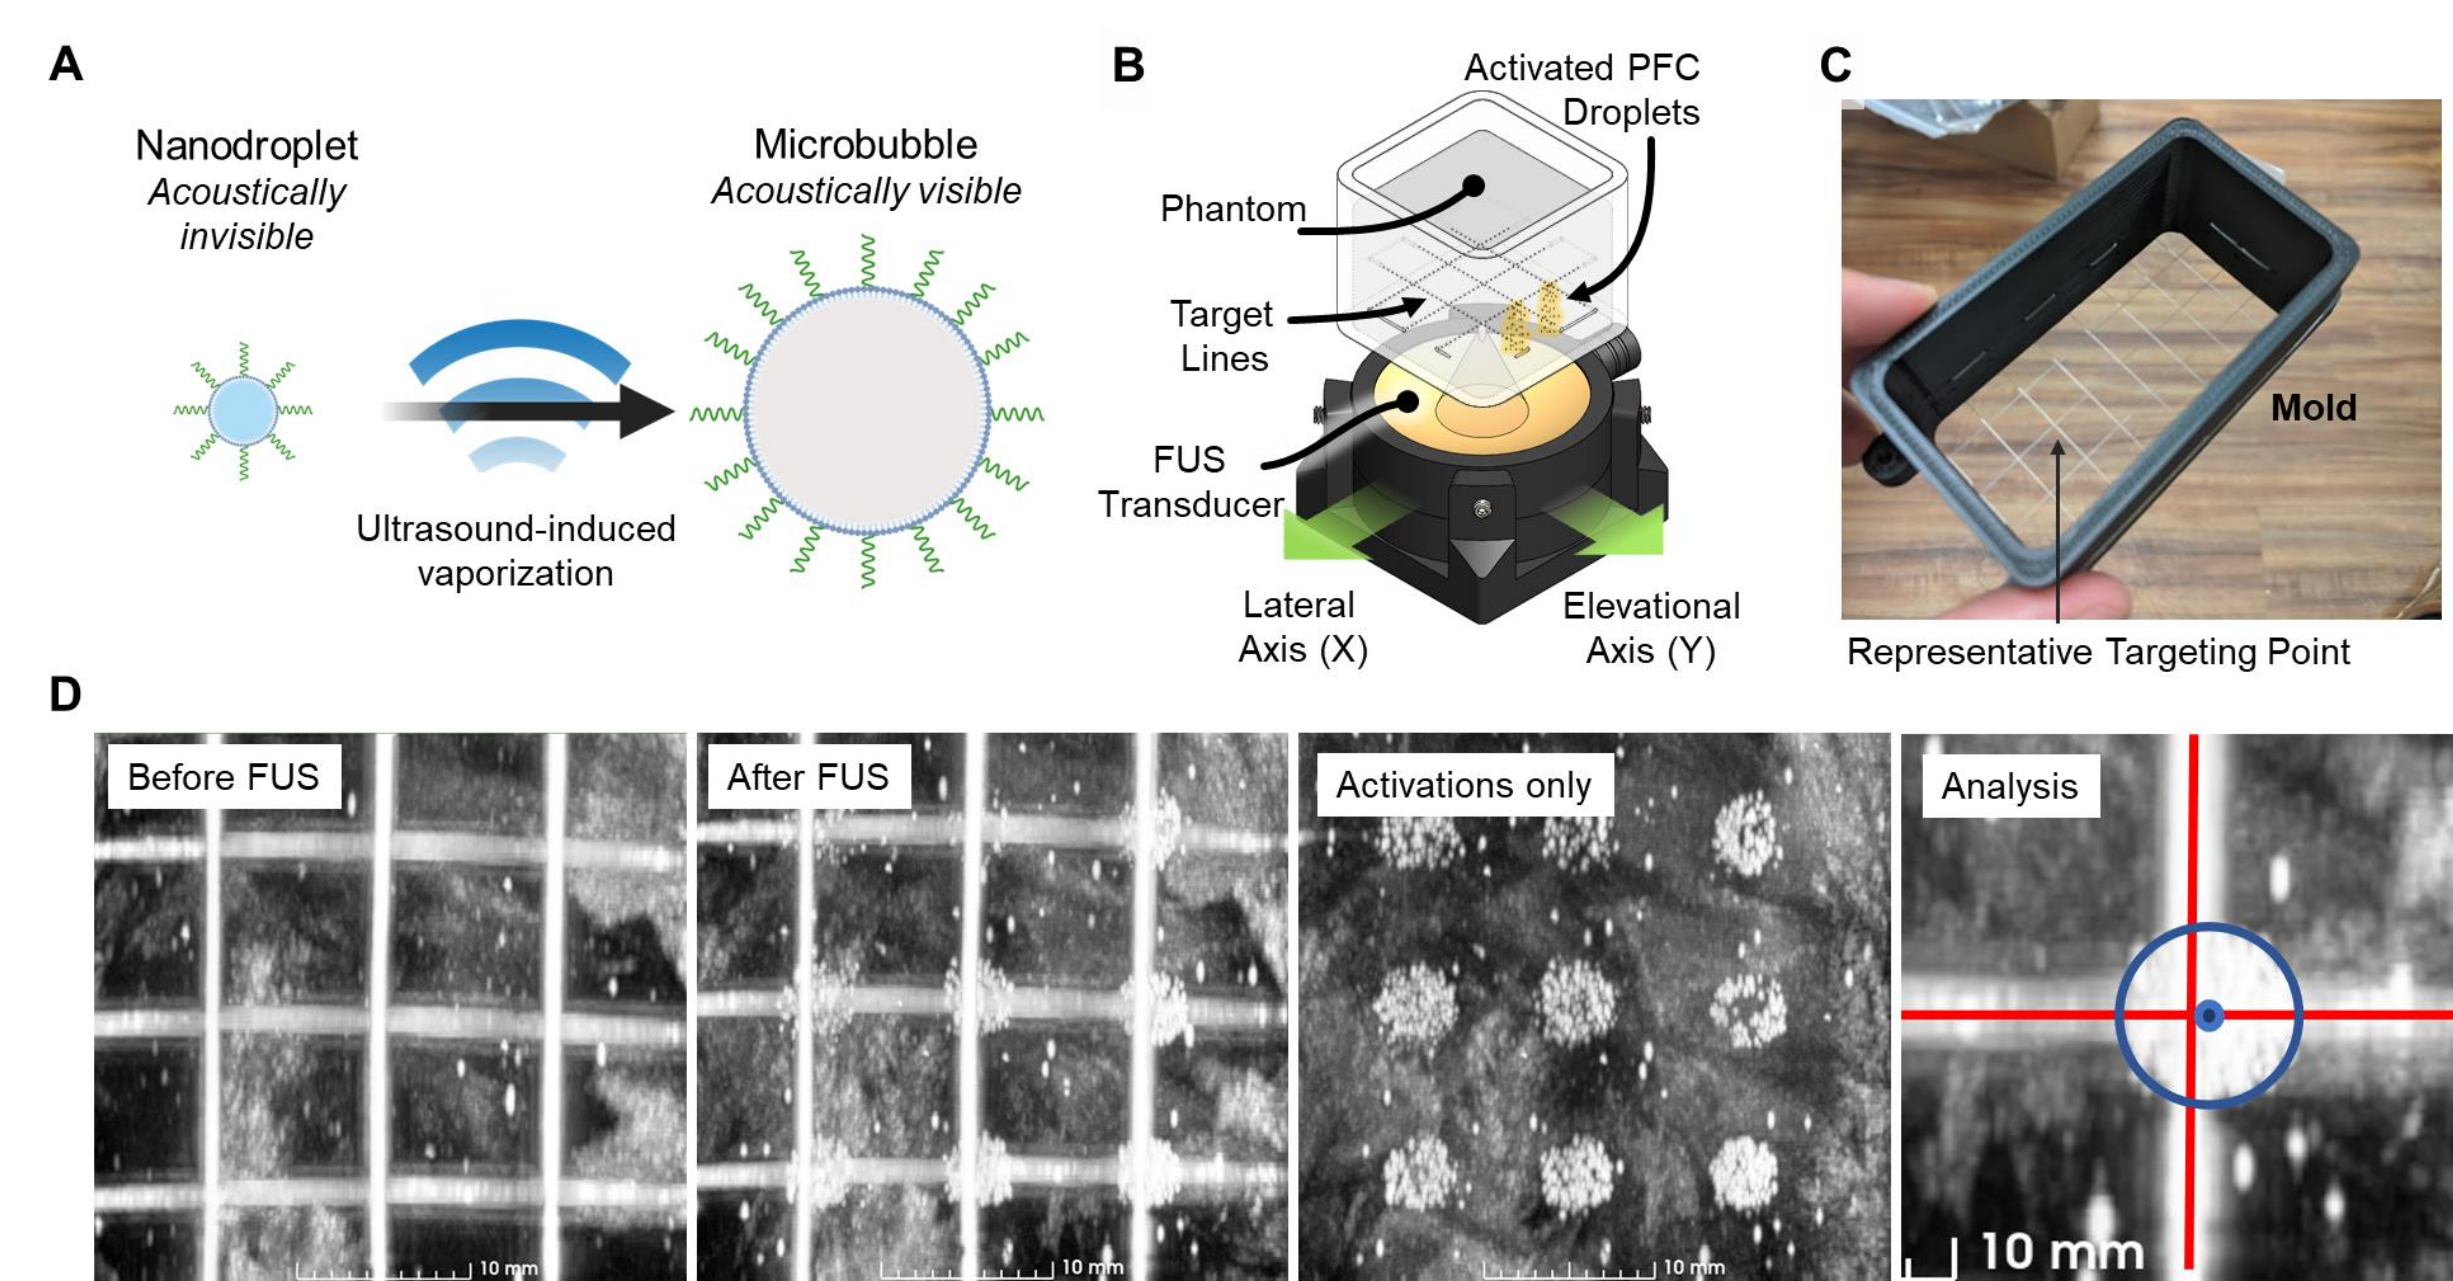 A
Nanodroplet
Acoustically
invisible
Ultrasound-induced
vaporization
Microbubble
Acoustically visible
B
Activated PFC
Droplets
Phantom
Target
Lines
FUS
Transducer
Lateral
Axis (X)
Elevational
Axis (Y)
C
Mold
Representative Targeting Point
D
Before FUS
10 mm
After FUS
10 mm
Activations only
10 mm
Analysis
10 mm